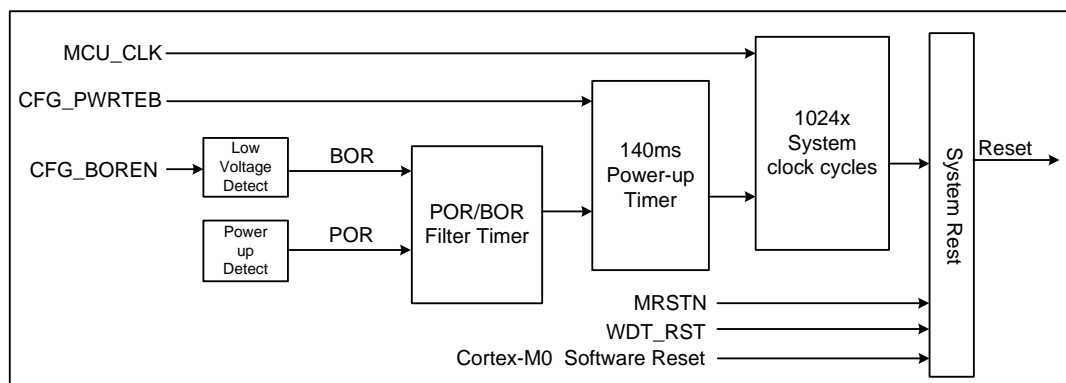 MCU_CLK
CFG_PWRTEB
CFG_BOREN
Low
Voltage
Detect
BOR
Power
up
Detect
POR
POR/BOR
Filter Timer
140ms
Power-up
Timer
1024x
System
clock cycles
System Rest
Reset
MRSTN
WDT_RST
Cortex-M0 Software Reset